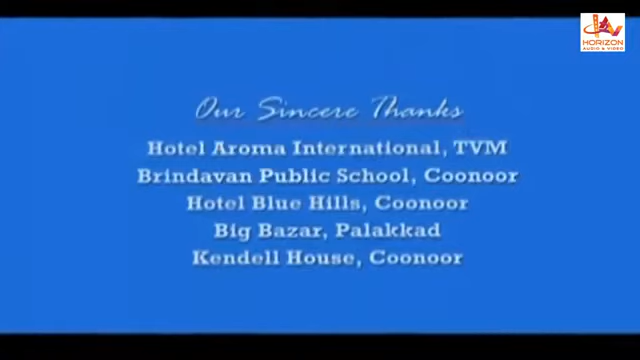 HORIZON
AUDIO & VIDEO
Our Sincere Thanks
Hotel Aroma International, TVM
Brindavan Public School, Coonoor
Hotel Blue Hills, Coonoor
Big Bazar, Palakkad
Kendell House, Coonoor